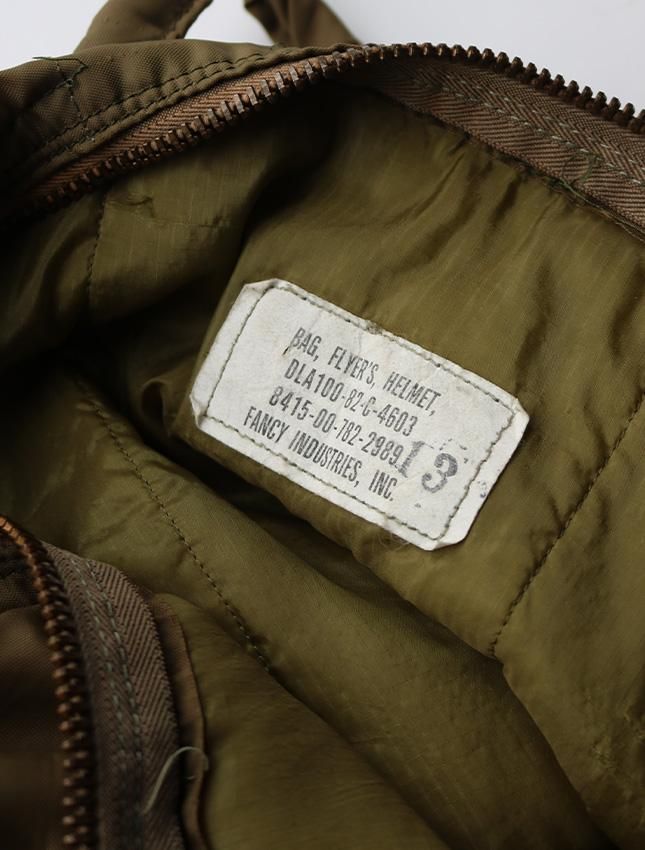 BAG, FLYER'S, HELMET,
DLA100-82-C-4603
8415-00-782-2989
FANCY INDUSTRIES, INC.
13